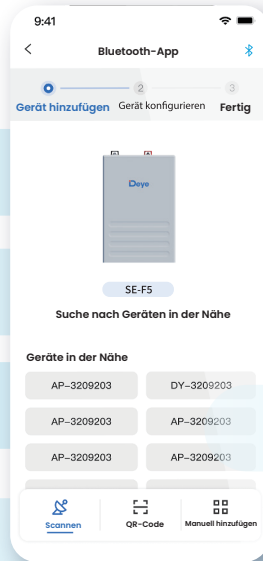 9:41
Bluetooth-App
2
3
Gerät hinzufügen
Gerät konfigurieren
Fertig
Deye
SE-F5
Suche nach Geräten in der Nähe
Geräte in der Nähe
AP-3209203
DY-3209203
AP-3209203
AP-3209203
AP-3209203
AP-3209203
Scannen
QR-Code
Manuell hinzufügen